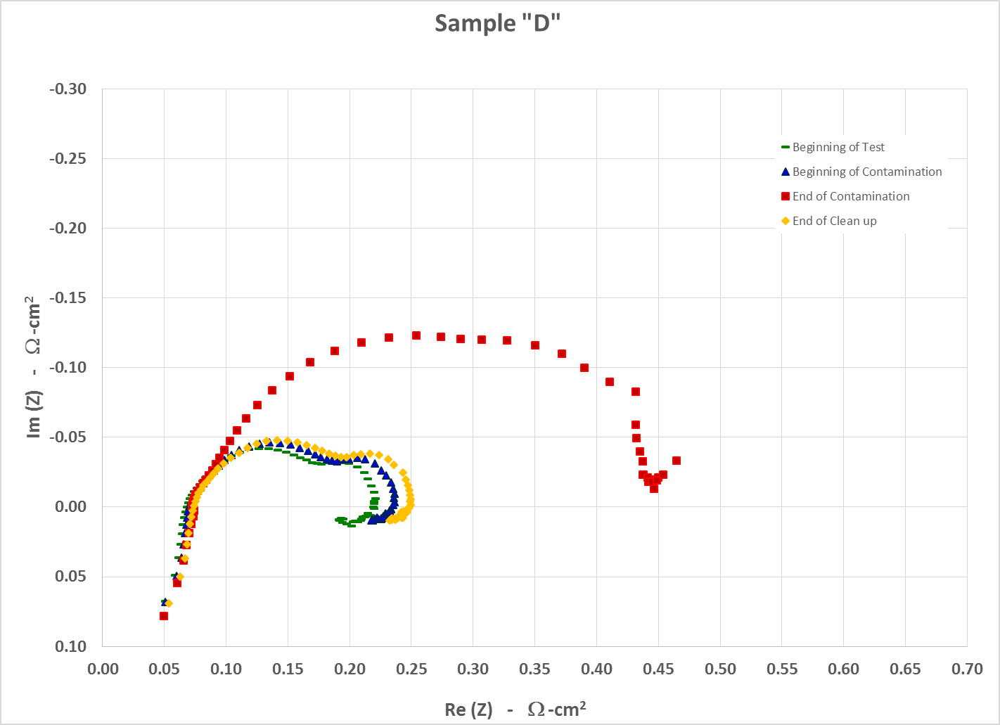 Sample "D"
-0.30
-0.25
-0.20
-0.15
-0.10
-0.05
0.00
0.05
0.10
Im (Z) - Ω -cm²
Beginning of Test
Beginning of Contamination
End of Contamination
End of Clean up
0.00 0.05 0.10 0.15 0.20 0.25 0.30 0.35 0.40 0.45 0.50 0.55 0.60 0.65 0.70
Re (Z) - Ω -cm²